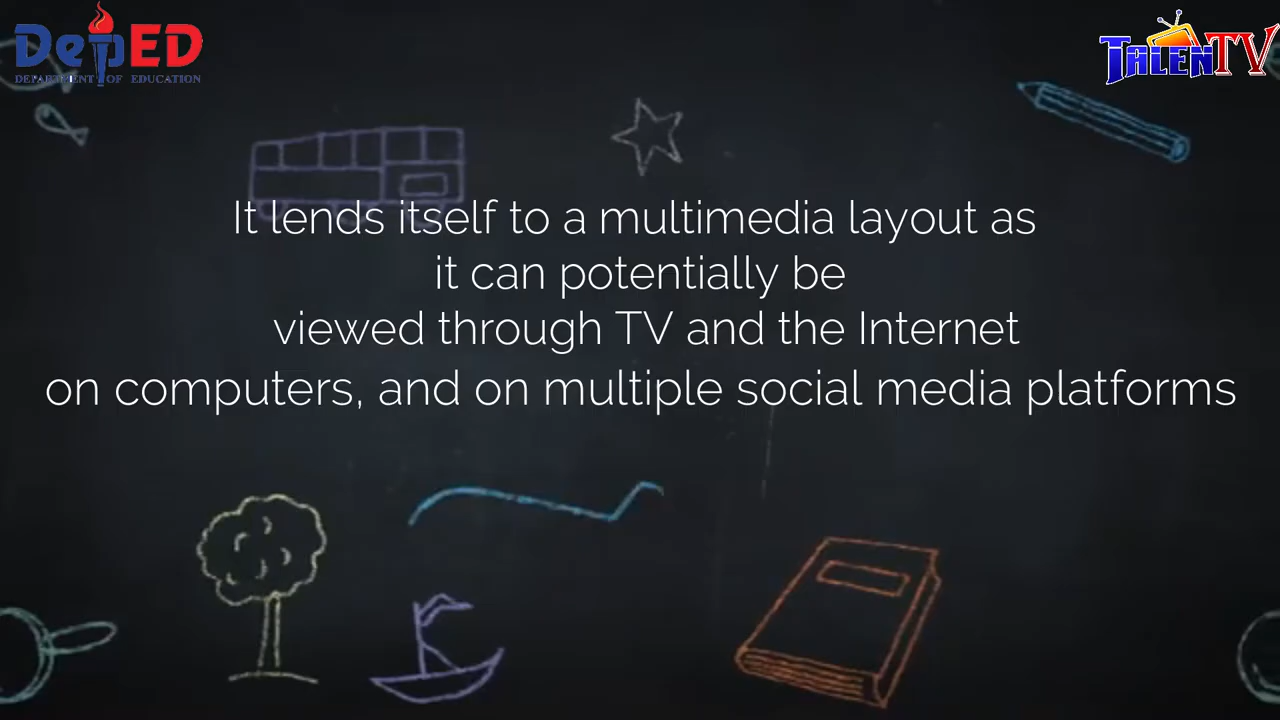 DepED
DEPARTMENT OF EDUCATION
TALENTV
It lends itself to a multimedia layout as
it can potentially be
viewed through TV and the Internet
on computers, and on multiple social media platforms